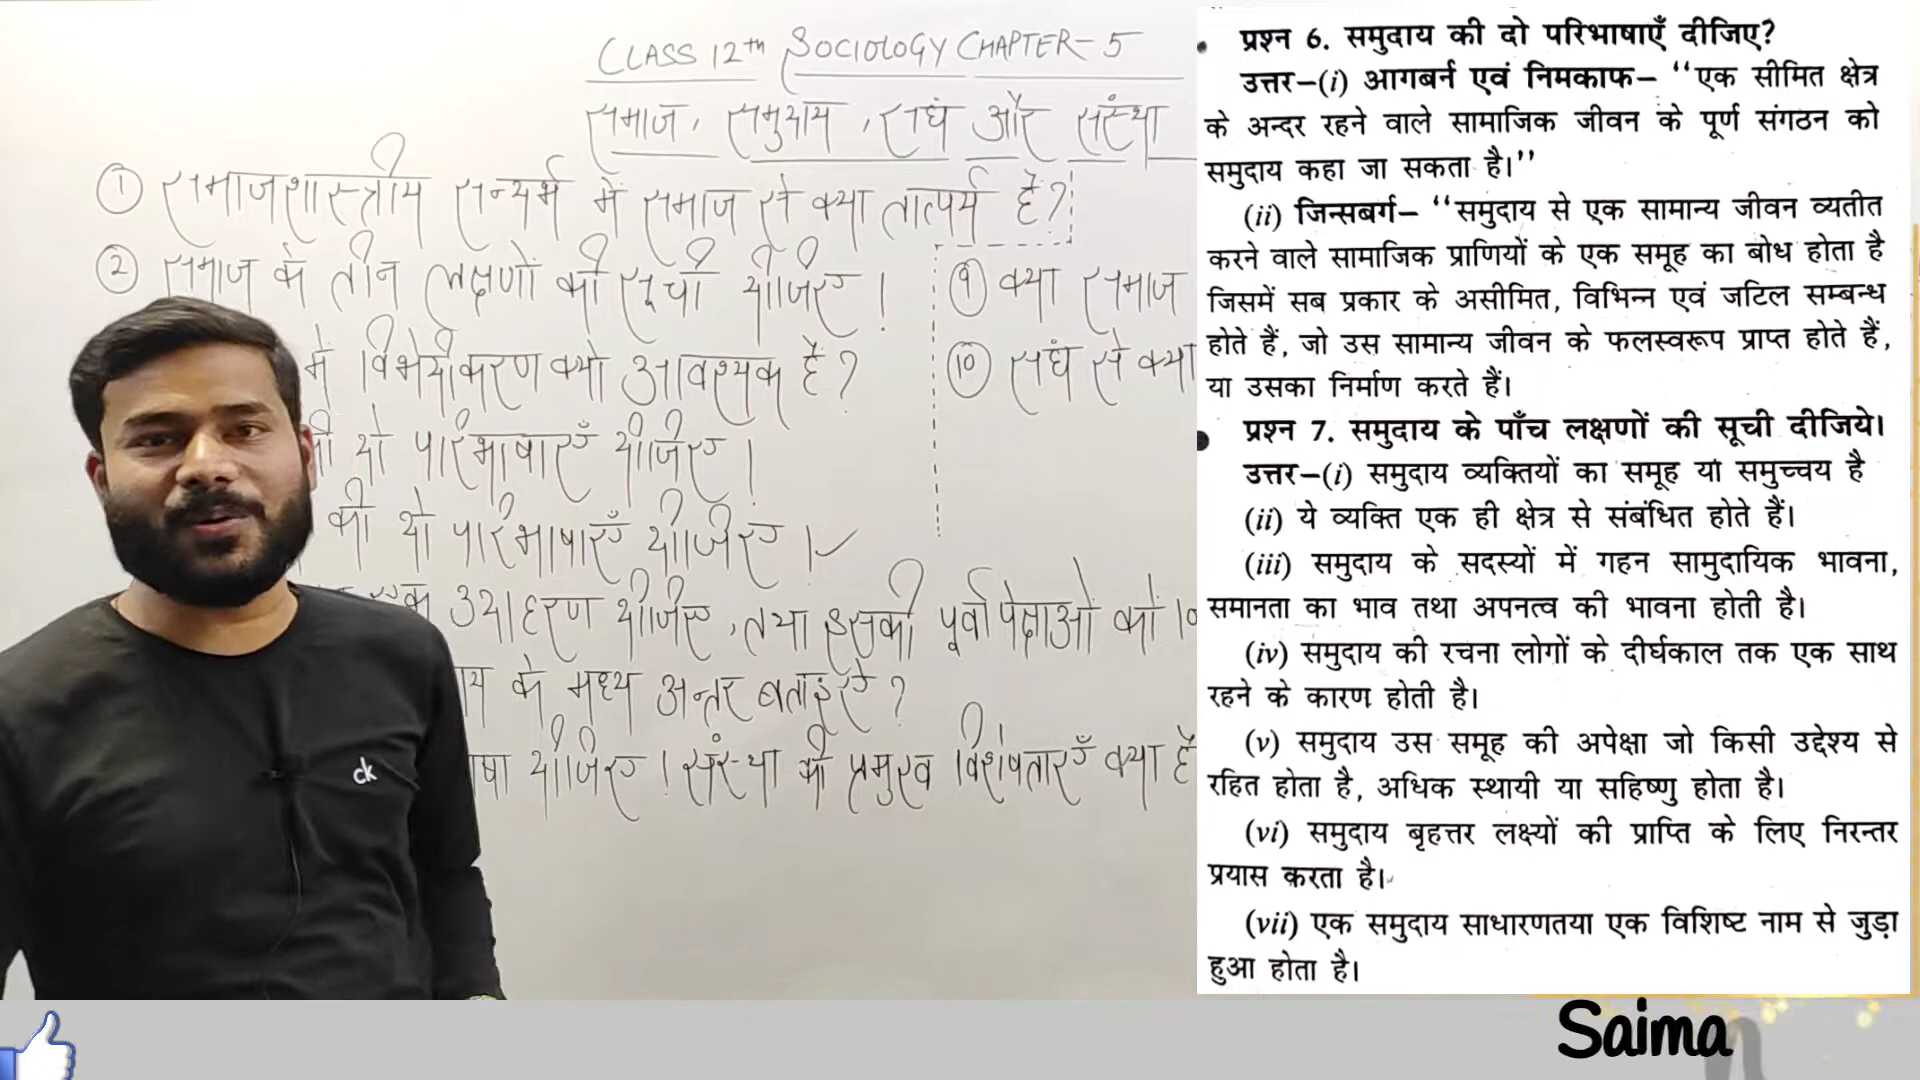 CLASS 12th SOCIOLOGY CHAPTER-5
समाज, समुदाय, संघ और संस्था
① समाजशास्त्रीय सन्दर्भ में समाज से क्या तात्पर्य है?
② समाज के तीन लक्षणों की सूची दीजिए।
में विभेदीकरण क्यों आवश्यक है?
की दो परिभाषाएँ दीजिए।
की दो परिभाषाएँ दीजिए।✓
एक उदाहरण दीजिए, तथा इसकी पूर्वापेक्षाओं को
के मध्य अन्तर बताइए?
दीजिए। संस्था की प्रमुख विशेषताएँ क्या है
⑨ क्या समाज
⑩ संघ से क्या
प्रश्न 6. समुदाय की दो परिभाषाएँ दीजिए?
उत्तर–(i) आगबर्न एवं निमकाफ– ‘‘एक सीमित क्षेत्र
के अन्दर रहने वाले सामाजिक जीवन के पूर्ण संगठन को
समुदाय कहा जा सकता है।’’
(ii) जिन्सबर्ग– ‘‘समुदाय से एक सामान्य जीवन व्यतीत
करने वाले सामाजिक प्राणियों के एक समूह का बोध होता है
जिसमें सब प्रकार के असीमित, विभिन्न एवं जटिल सम्बन्ध
होते हैं, जो उस सामान्य जीवन के फलस्वरूप प्राप्त होते हैं,
या उसका निर्माण करते हैं।
प्रश्न 7. समुदाय के पाँच लक्षणों की सूची दीजिये।
उत्तर–(i) समुदाय व्यक्तियों का समूह या समुच्चय है
(ii) ये व्यक्ति एक ही क्षेत्र से संबंधित होते हैं।
(iii) समुदाय के सदस्यों में गहन सामुदायिक भावना,
समानता का भाव तथा अपनत्व की भावना होती है।
(iv) समुदाय की रचना लोगों के दीर्घकाल तक एक साथ
रहने के कारण होती है।
(v) समुदाय उस समूह की अपेक्षा जो किसी उद्देश्य से
रहित होता है, अधिक स्थायी या सहिष्णु होता है।
(vi) समुदाय बृहत्तर लक्ष्यों की प्राप्ति के लिए निरन्तर
प्रयास करता है।
(vii) एक समुदाय साधारणतया एक विशिष्ट नाम से जुड़ा
हुआ होता है।
ck
Saima